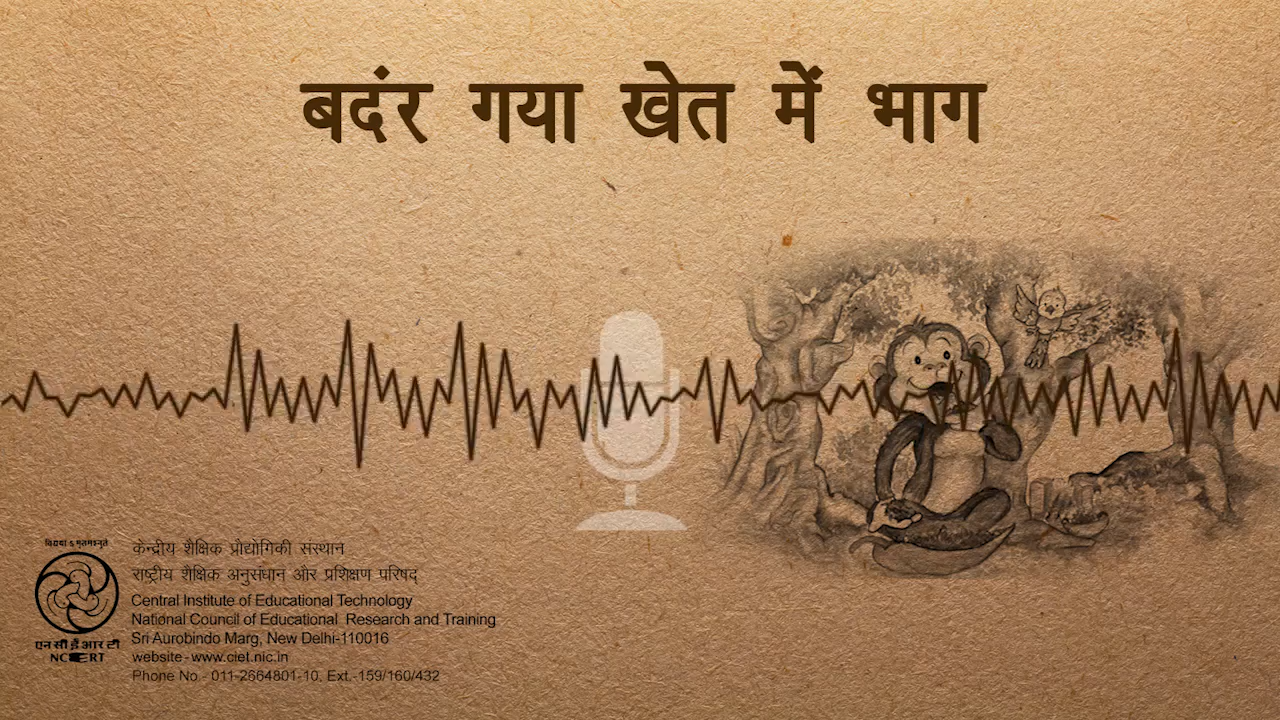 बदंर गया खेत में भाग
विद्यया ऽ मृतमश्नुते
एन सी ई आर टी
NCERT
केन्द्रीय शैक्षिक प्रौद्योगिकी संस्थान
राष्ट्रीय शैक्षिक अनुसंधान और प्रशिक्षण परिषद्
Central Institute of Educational Technology
National Council of Educational Research and Training
Sri Aurobindo Marg, New Delhi-110016
website - www.ciet.nic.in
Phone No.- 011-2664801-10, Ext.-159/160/432